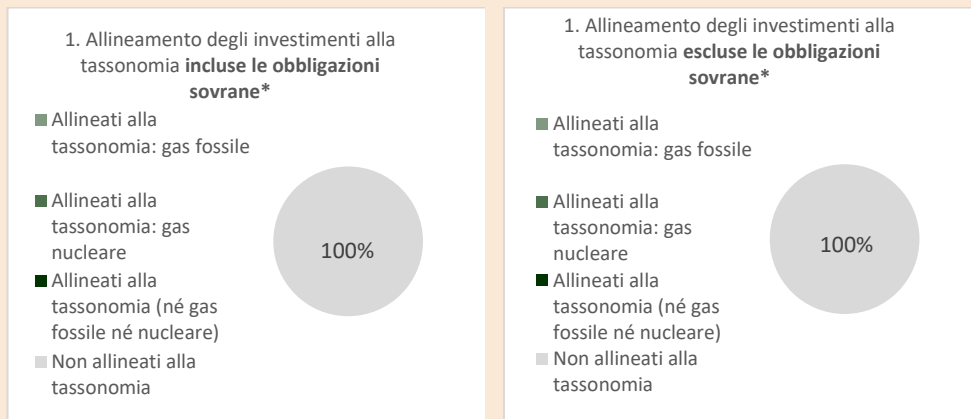 1. Allineamento degli investimenti alla
tassonomia incluse le obbligazioni
sovrane*
Allineati alla
tassonomia: gas fossile
Allineati alla
tassonomia: gas
nucleare
Allineati alla
tassonomia (né gas
fossile né nucleare)
Non allineati alla
tassonomia
100%
1. Allineamento degli investimenti alla
tassonomia escluse le obbligazioni
sovrane*
Allineati alla
tassonomia: gas fossile
Allineati alla
tassonomia: gas
nucleare
Allineati alla
tassonomia (né gas
fossile né nucleare)
Non allineati alla
tassonomia
100%